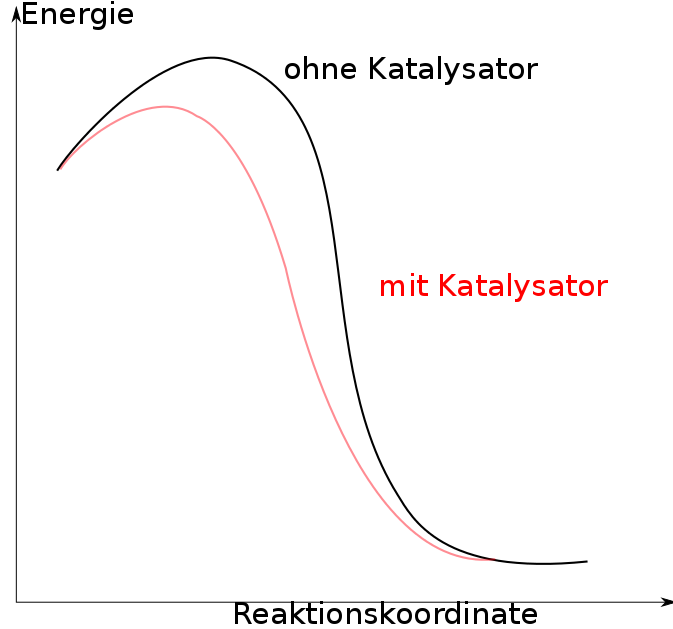 Energie
ohne Katalysator
mit Katalysator
Reaktionskoordinate